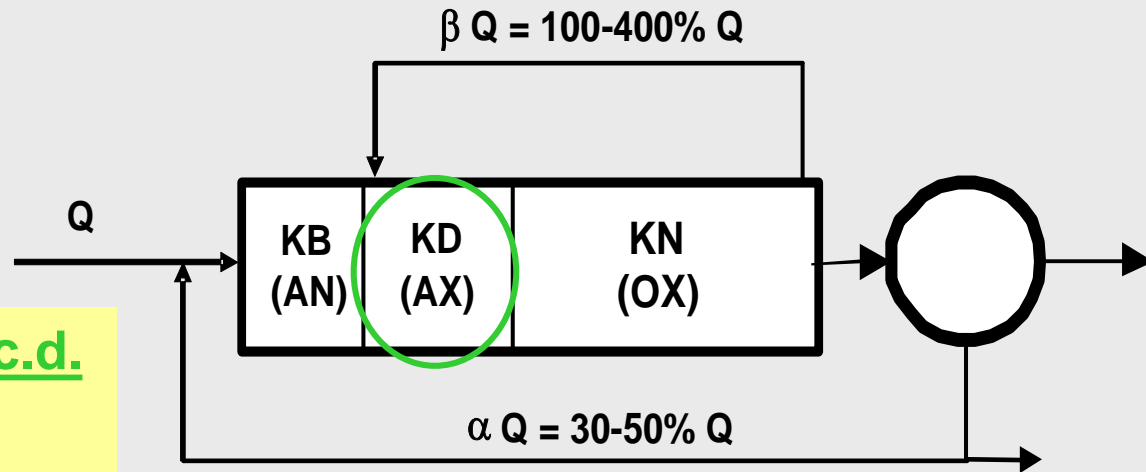 β Q = 100-400% Q
Q
KB
(AN)
KD
(AX)
KN
(OX)
c.d.
α Q = 30-50% Q